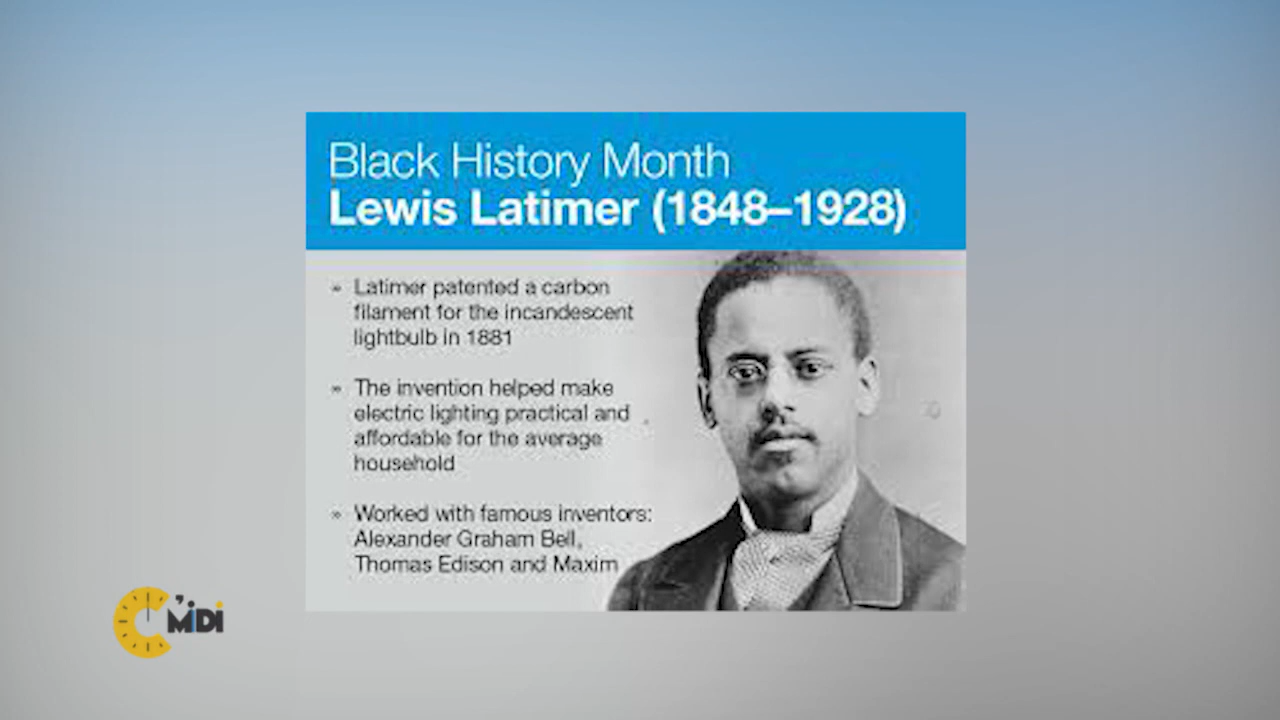 Black History Month
Lewis Latimer (1848–1928)
» Latimer patented a carbon
filament for the incandescent
lightbulb in 1881
» The invention helped make
electric lighting practical and
affordable for the average
household
» Worked with famous inventors:
Alexander Graham Bell,
Thomas Edison and Maxim
C'MiDi